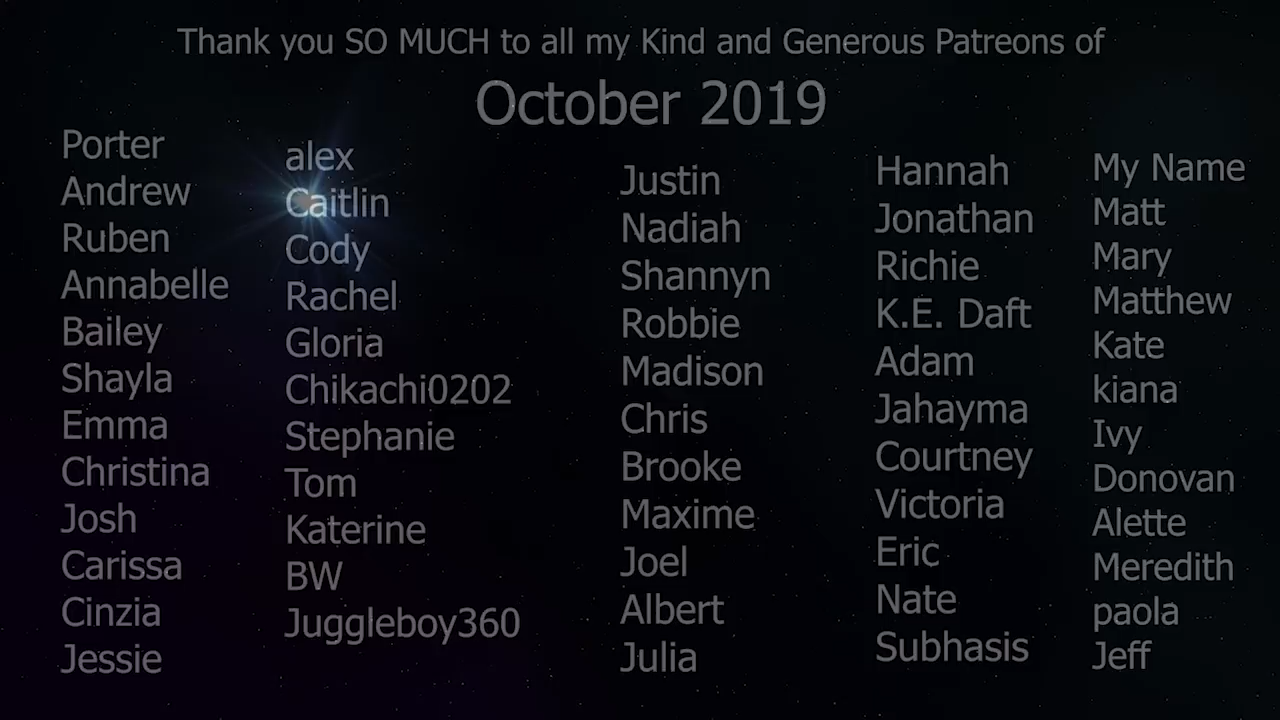 Thank you SO MUCH to all my Kind and Generous Patreons of
October 2019
Porter
Andrew
Ruben
Annabelle
Bailey
Shayla
Emma
Christina
Josh
Carissa
Cinzia
Jessie
alex
Caitlin
Cody
Rachel
Gloria
Chikachi0202
Stephanie
Tom
Katerine
BW
Juggleboy360
Justin
Nadiah
Shannyn
Robbie
Madison
Chris
Brooke
Maxime
Joel
Albert
Julia
Hannah
Jonathan
Richie
K.E. Daft
Adam
Jahayma
Courtney
Victoria
Eric
Nate
Subhasis
My Name
Matt
Mary
Matthew
Kate
kiana
Ivy
Donovan
Alette
Meredith
paola
Jeff